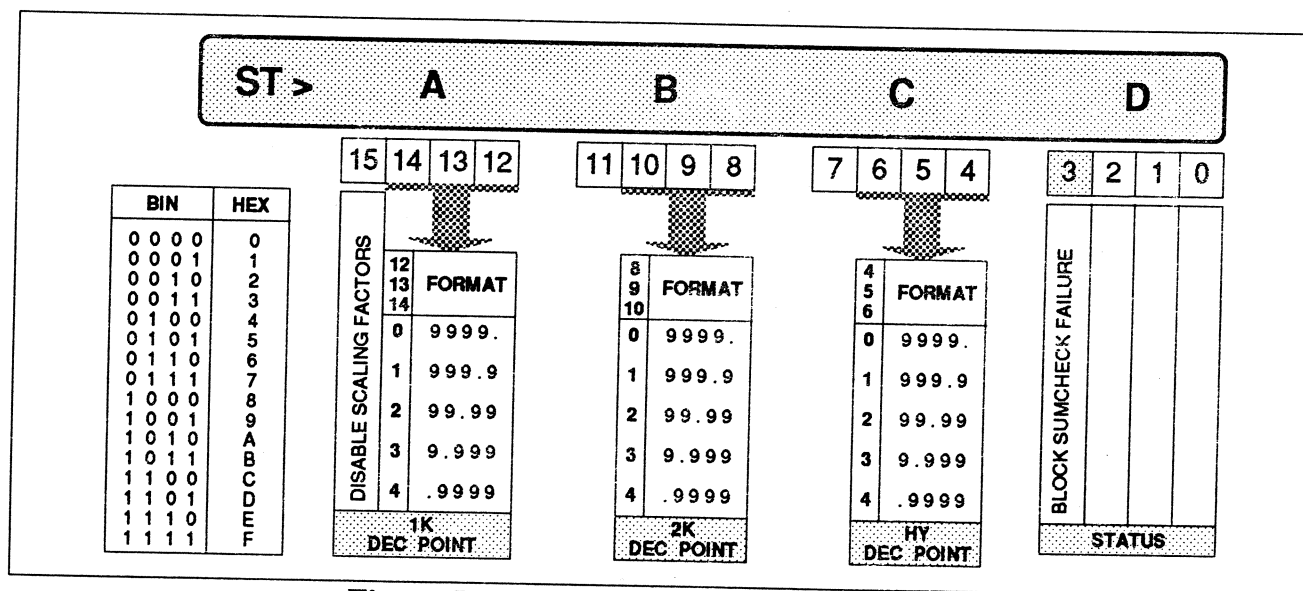 ST > A B C D
15 14 13 12
11 10 9 8
7 6 5 4
3 2 1 0
BIN HEX
0 0 0 0 0
0 0 0 1 1
0 0 1 0 2
0 0 1 1 3
0 1 0 0 4
0 1 0 1 5
0 1 1 0 6
0 1 1 1 7
1 0 0 0 8
1 0 0 1 9
1 0 1 0 A
1 0 1 1 B
1 1 0 0 C
1 1 0 1 D
1 1 1 0 E
1 1 1 1 F
DISABLE SCALING FACTORS
12
13
14
FORMAT
0 9999.
1 999.9
2 99.99
3 9.999
4 .9999
1K
DEC POINT
8
9
10
FORMAT
0 9999.
1 999.9
2 99.99
3 9.999
4 .9999
2K
DEC POINT
4
5
6
FORMAT
0 9999.
1 999.9
2 99.99
3 9.999
4 .9999
HY
DEC POINT
BLOCK SUMCHECK FAILURE
STATUS